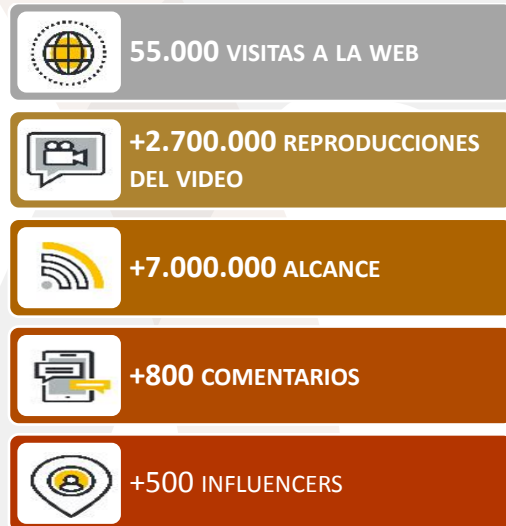 55.000 VISITAS A LA WEB
+2.700.000 REPRODUCCIONES
DEL VIDEO
+7.000.000 ALCANCE
+800 COMENTARIOS
+500 INFLUENCERS